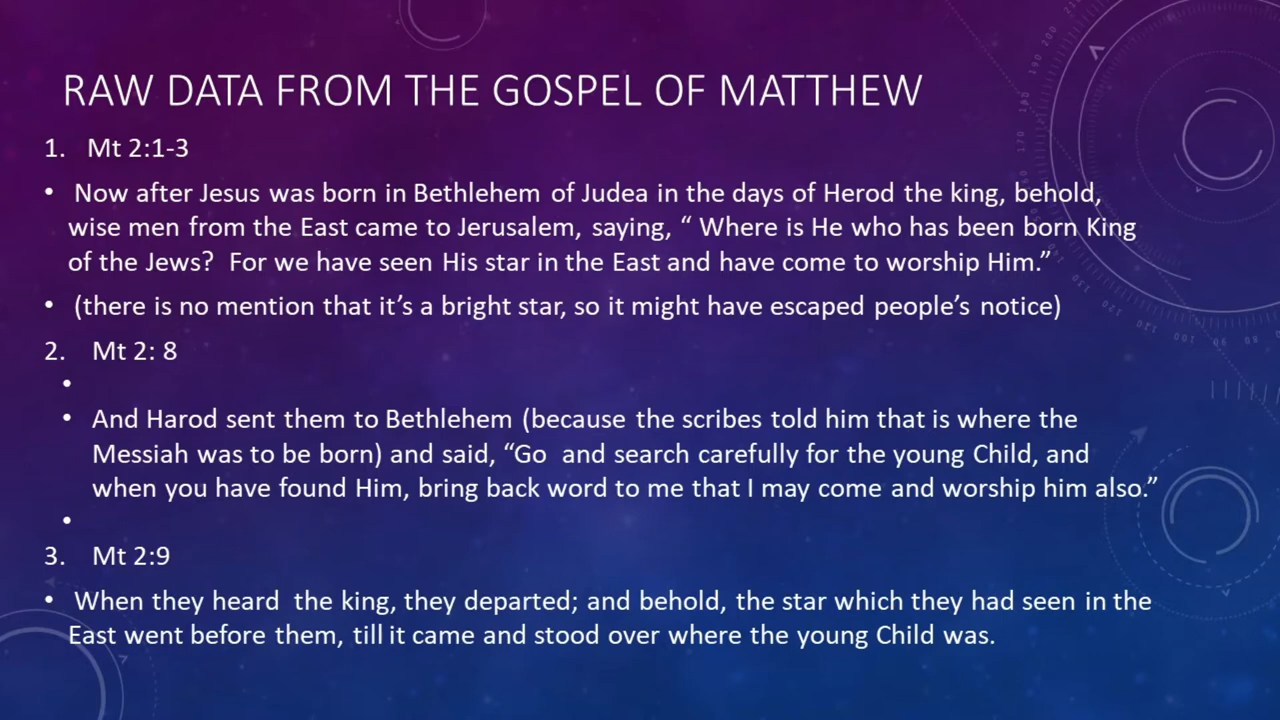 RAW DATA FROM THE GOSPEL OF MATTHEW
1. Mt 2:1-3
• Now after Jesus was born in Bethlehem of Judea in the days of Herod the king, behold,
wise men from the East came to Jerusalem, saying, “ Where is He who has been born King
of the Jews?  For we have seen His star in the East and have come to worship Him.”
• (there is no mention that it’s a bright star, so it might have escaped people’s notice)
2. Mt 2: 8
•
• And Harod sent them to Bethlehem (because the scribes told him that is where the
Messiah was to be born) and said, “Go  and search carefully for the young Child, and
when you have found Him, bring back word to me that I may come and worship him also.”
•
3. Mt 2:9
• When they heard  the king, they departed; and behold, the star which they had seen in the
East went before them, till it came and stood over where the young Child was.